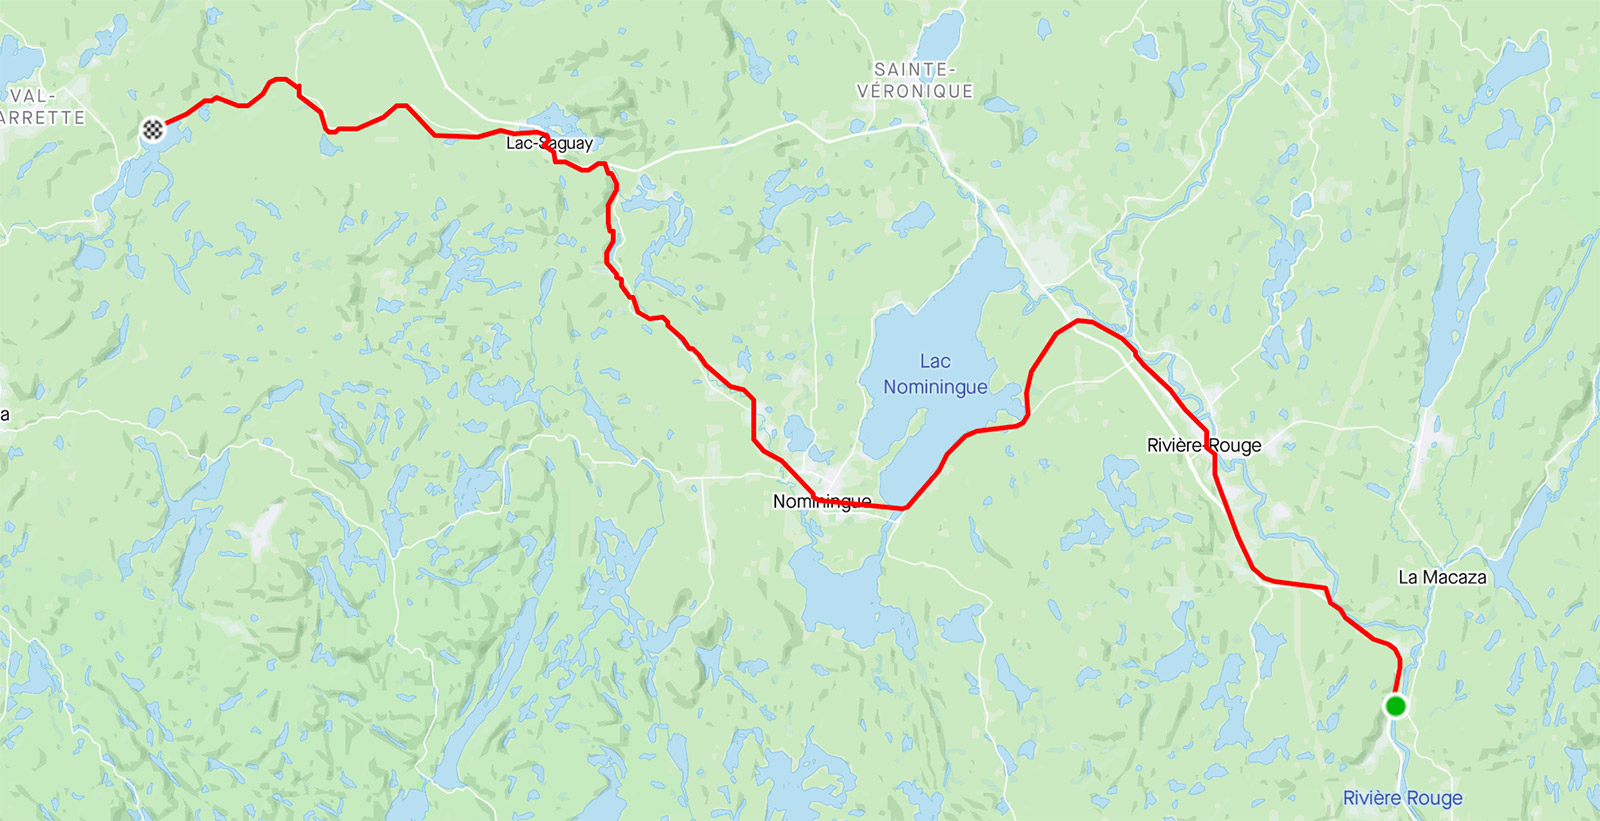 SAINTE-
VÉRONIQUE
VAL-
ARRETTE
Lac-Saguay
Lac
Nominingue
a
Rivière-Rouge
Nominingue
La Macaza
Rivière Rouge